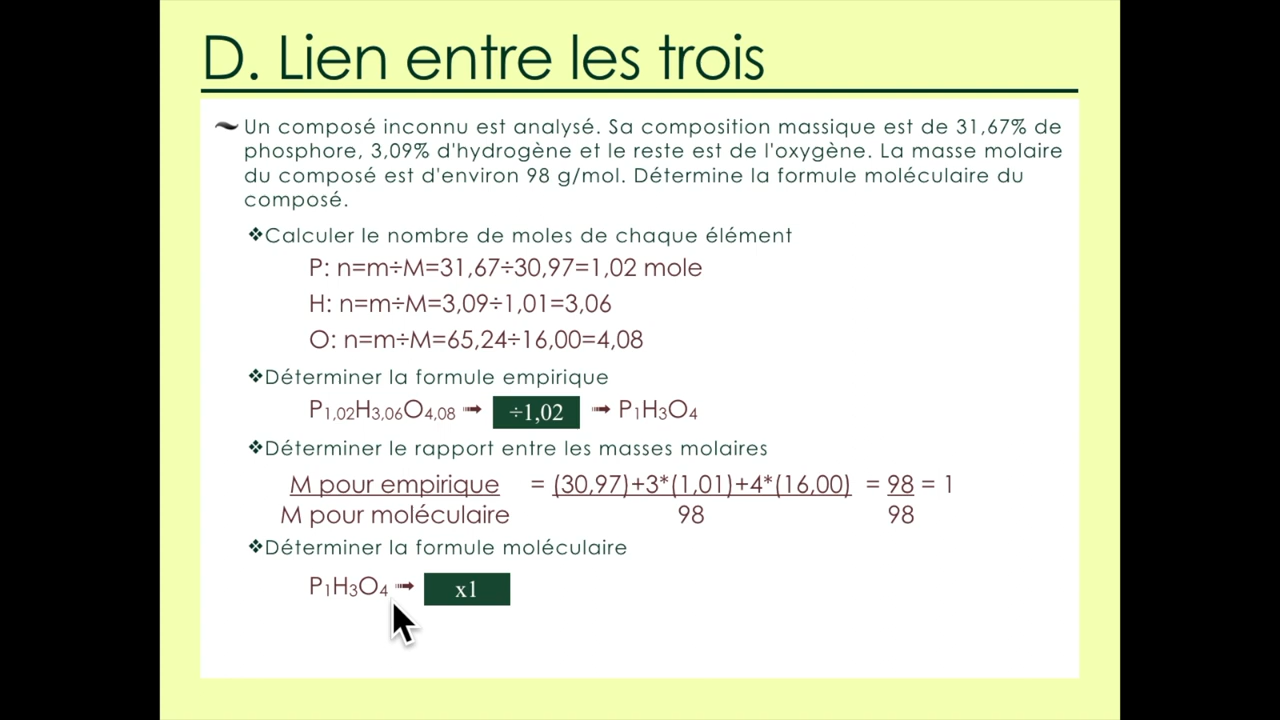 D. Lien entre les trois
Un composé inconnu est analysé. Sa composition massique est de 31,67% de
phosphore, 3,09% d'hydrogène et le reste est de l'oxygène. La masse molaire
du composé est d'environ 98 g/mol. Détermine la formule moléculaire du
composé.
❖Calculer le nombre de moles de chaque élément
P: n=m÷M=31,67÷30,97=1,02 mole
H: n=m÷M=3,09÷1,01=3,06
O: n=m÷M=65,24÷16,00=4,08
❖Déterminer la formule empirique
P1,02H3,06O4,08 ➟ ÷1,02 ➟ P1H3O4
❖Déterminer le rapport entre les masses molaires
M pour empirique = (30,97)+3*(1,01)+4*(16,00) = 98 = 1
M pour moléculaire 98 98
❖Déterminer la formule moléculaire
P1H3O4 ➟ x1